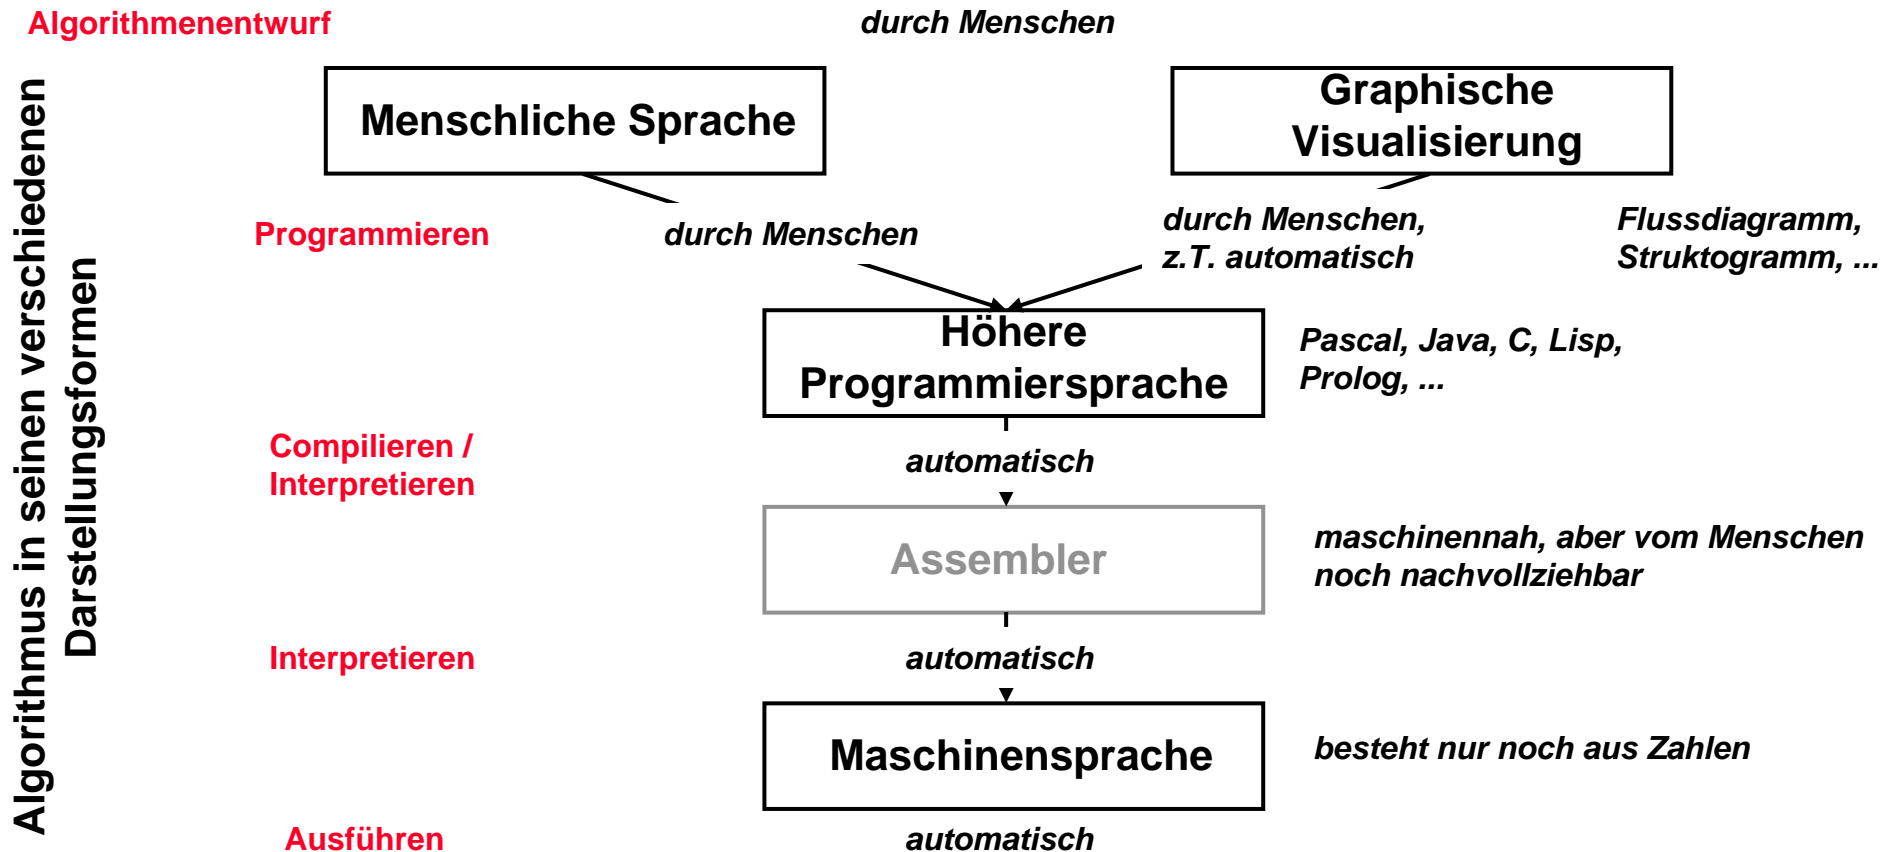 Algorithmenentwurf
durch Menschen
Algorithmus in seinen verschiedenen
Darstellungsformen
Menschliche Sprache
Graphische
Visualisierung
Programmieren
durch Menschen
durch Menschen,
z.T. automatisch
Flussdiagramm,
Struktogramm, ...
Höhere
Programmiersprache
Pascal, Java, C, Lisp,
Prolog, ...
Compilieren /
Interpretieren
automatisch
Assembler
maschinennah, aber vom Menschen
noch nachvollziehbar
Interpretieren
automatisch
Maschinensprache
besteht nur noch aus Zahlen
Ausführen
automatisch